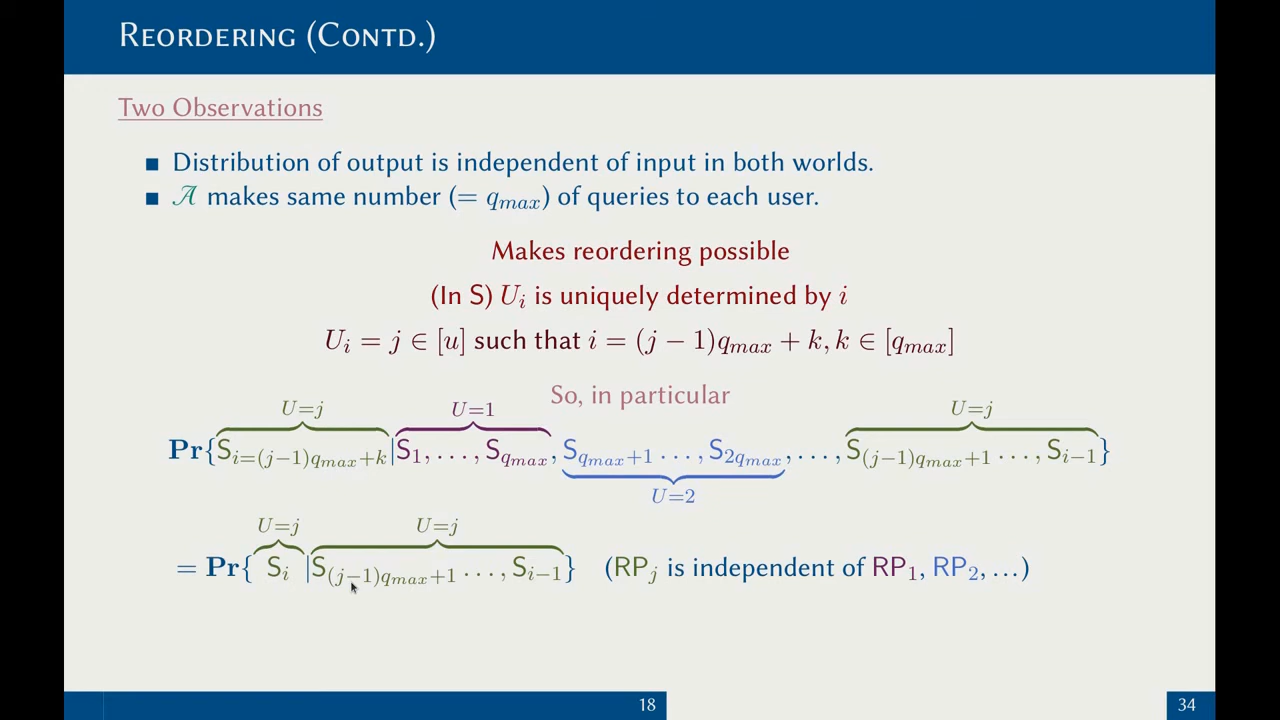 Reordering (Contd.)
Two Observations
■ Distribution of output is independent of input in both worlds.
■ 𝒜 makes same number (= q_max) of queries to each user.
Makes reordering possible
(In S) U_i is uniquely determined by i
U_i = j ∈ [u] such that i = (j − 1)q_max + k, k ∈ [q_max]
So, in particular
U=j U=1 U=j
Pr{S_{i=(j−1)q_max+k}|S_1, . . . , S_{q_max}, S_{q_max+1} . . . , S_{2q_max}, . . . , S_{(j−1)q_max+1} . . . , S_{i−1}}
U=2
U=j U=j
= Pr{ S_i |S_{(j−1)q_max+1} . . . , S_{i−1}} (RP_j is independent of RP_1, RP_2, . . .)
18 34